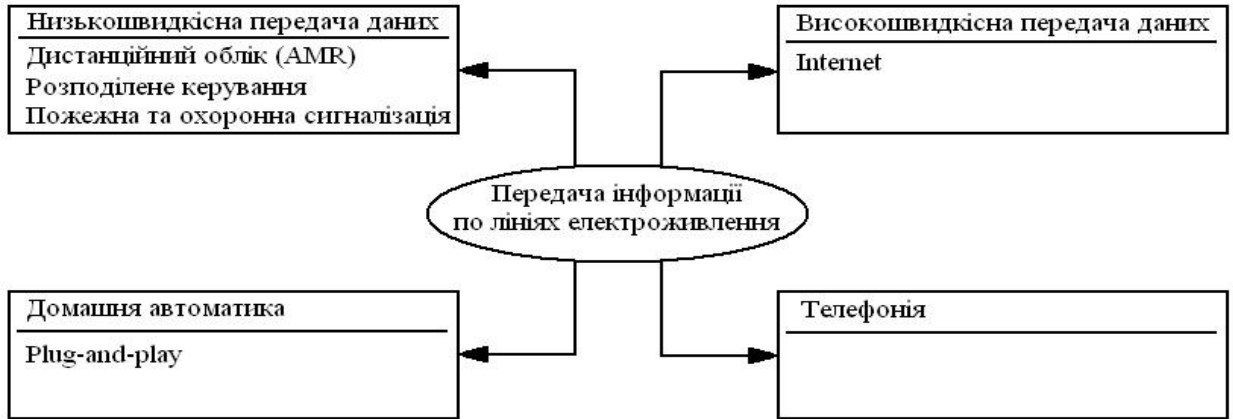 Низькошвидкісна передача даних
Дистанційний облік (AMR)
Розподілене керування
Пожежна та охоронна сигналізація
Високошвидкісна передача даних
Internet
Передача інформації
по лініях електроживлення
Домашня автоматика
Plug-and-play
Телефонія